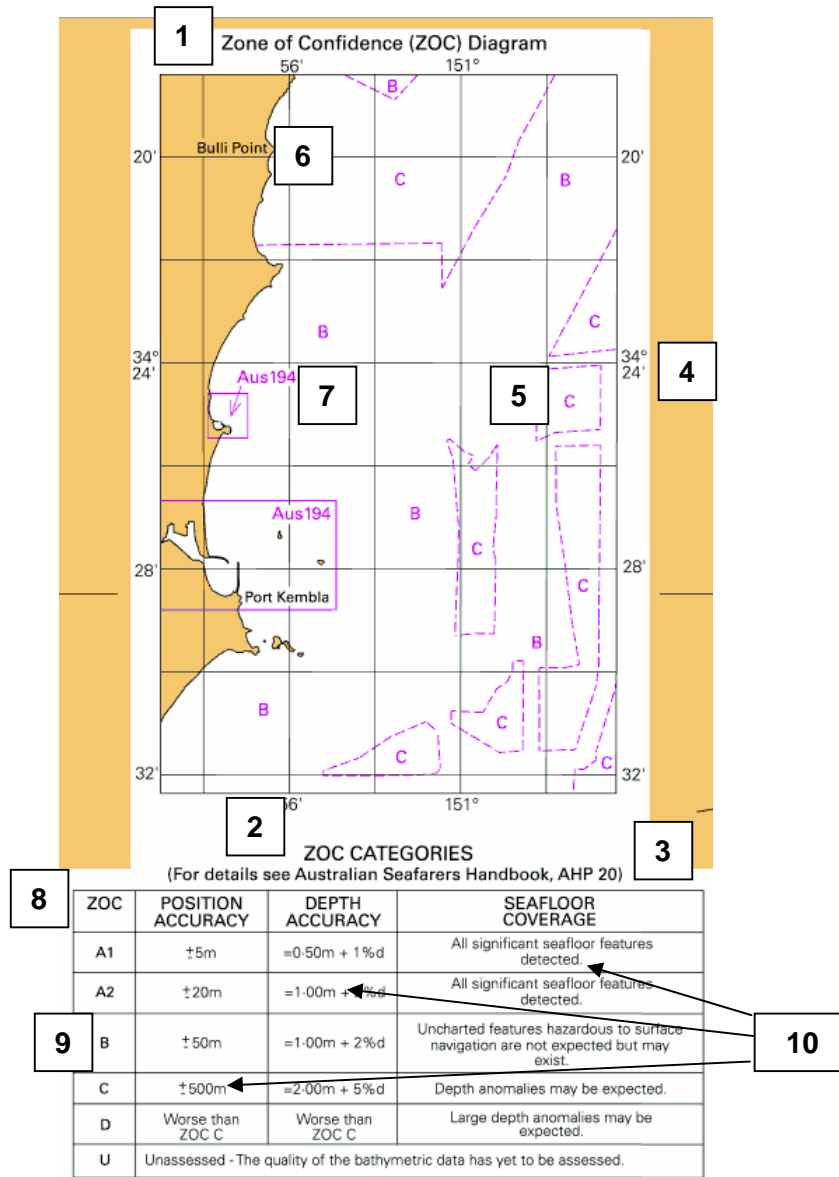 1
Zone of Confidence (ZOC) Diagram
56' 151°
B
Bulli Point 6
20' 20'
C B
B C
34° 34°
24' 24'
4
Aus194 7 5 C
Aus194 B
C
28' 28'
C
Port Kembla
B
B
C
C C
32' 32'
2 56' 151°
3
ZOC CATEGORIES
(For details see Australian Seafarers Handbook, AHP 20)
8
ZOC POSITION ACCURACY DEPTH ACCURACY SEAFLOOR COVERAGE
A1 ±5m =0·50m + 1%d All significant seafloor features
detected.
A2 ±20m =1·00m + %d All significant seafloor features
detected.
9 B ±50m =1·00m + 2%d Uncharted features hazardous to surface
navigation are not expected but may
exist.
10
C ±500m =2·00m + 5%d Depth anomalies may be expected.
D Worse than ZOC C Worse than ZOC C Large depth anomalies may be
expected.
U Unassessed - The quality of the bathymetric data has yet to be assessed.